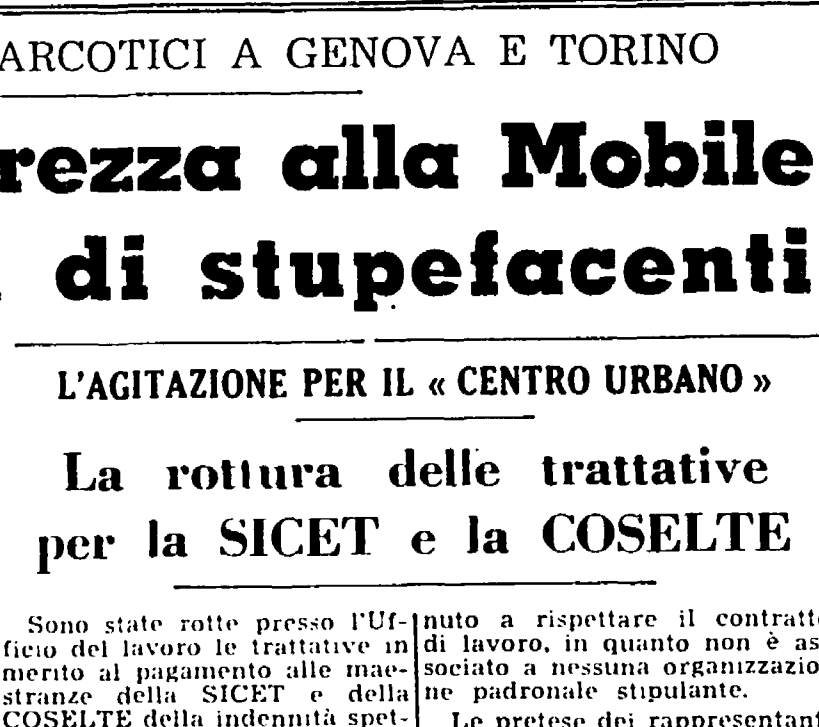 ARCOTICI A GENOVA E TORINO
rezza alla Mobile
di stupefacenti
L'AGITAZIONE PER IL « CENTRO URBANO »
La rottura delle trattative
per la SICET e la COSELTE
Sono state rotte presso l'Uf-
ficio del lavoro le trattative in
merito al pagamento alle mae-
stranze della SICET e della
COSELTE della indennità spet-
nuto a rispettare il contratto
di lavoro, in quanto non è as-
sociato a nessuna organizzazio-
ne padronale stipulante.
Le pretese dei rappresentant